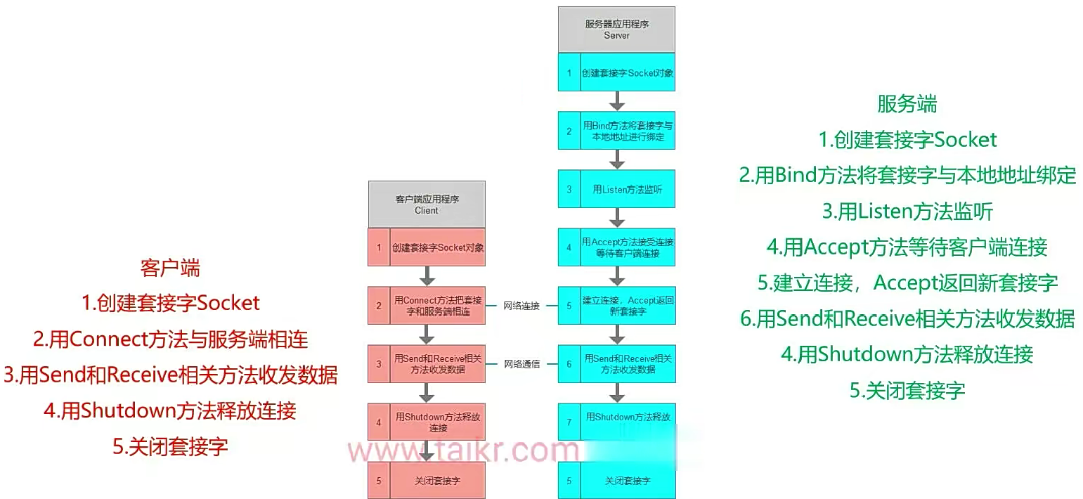 客户端
1.创建套接字Socket
2.用Connect方法与服务端相连
3.用Send和Receive相关方法收发数据
4.用Shutdown方法释放连接
5.关闭套接字
客户端应用程序
Client
1 创建套接字Socket对象
2 用Connect方法把套接
字和服务端相连
3 用Send和Receive相关
方法收发数据
4 用Shutdown方法释放
连接
5 关闭套接字
网络连接
网络通信
服务器应用程序
Server
1 创建套接字Socket对象
2 用Bind方法将套接字与
本地地址进行绑定
3 用Listen方法监听
4 用Accept方法接受连接
等待客户端连接
5 建立连接，Accept返回
新套接字
6 用Send和Receive相关
方法收发数据
7 用Shutdown方法释放
5 关闭套接字
服务端
1.创建套接字Socket
2.用Bind方法将套接字与本地地址绑定
3.用Listen方法监听
4.用Accept方法等待客户端连接
5.建立连接，Accept返回新套接字
6.用Send和Receive相关方法收发数据
4.用Shutdown方法释放连接
5.关闭套接字
www.taikr.com